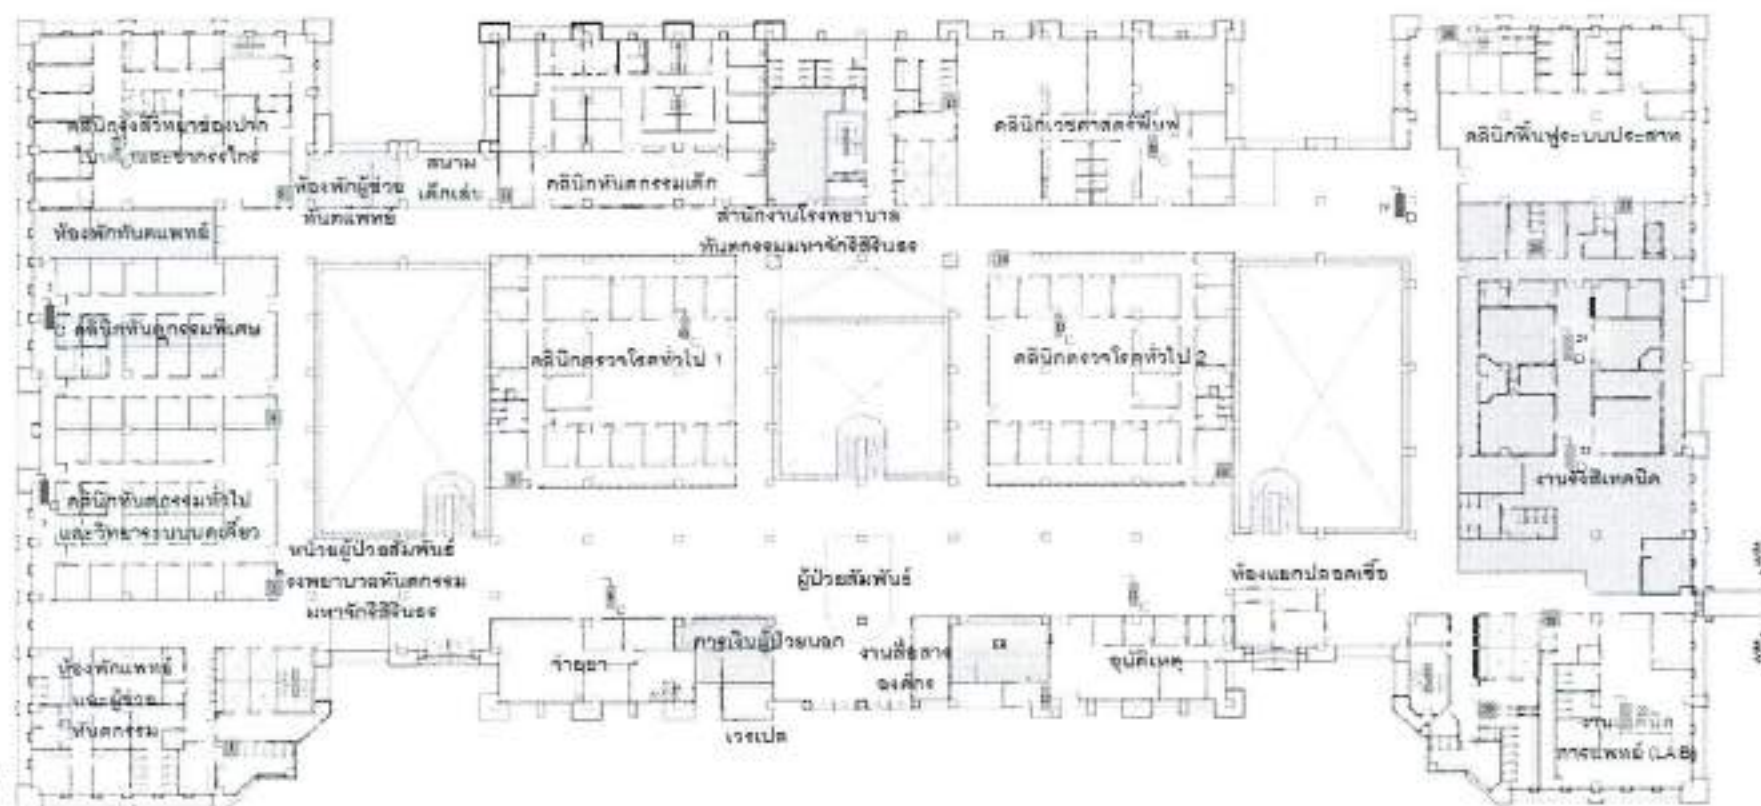 คลินิกรังสีวิทยาช่องปาก
ใบหน้าและขากรรไกร
ห้องพักผู้ช่วย
ทันตแพทย์
สนาม
เด็กเล่น
คลินิกทันตกรรมเด็ก
สำนักงานโรงพยาบาล
ทันตกรรมมหาจักรีสิรินธร
คลินิกเวชศาสตร์ฟื้นฟู
คลินิกฟื้นฟูระบบประสาท
ห้องพักทันตแพทย์
คลินิกทันตกรรมพิเศษ
คลินิกตรวจโรคทั่วไป 1
คลินิกตรวจโรคทั่วไป 2
งานรังสีเทคนิค
คลินิกทันตกรรมทั่วไป
และวิทยาระบบบดเคี้ยว
หน่วยผู้ป่วยสัมพันธ์
รงพยาบาลทันตกรรม
มหาจักรีสิรินธร
ผู้ป่วยสัมพันธ์
ห้องแยกปลอดเชื้อ
ห้องพักแพทย์
และผู้ช่วย
ทันตกรรม
จ่ายยา
การเงินผู้ป่วยนอก
เวรเปล
งานสื่อสาร
องค์กร
อุบัติเหตุ
การแพทย์ (LAB)